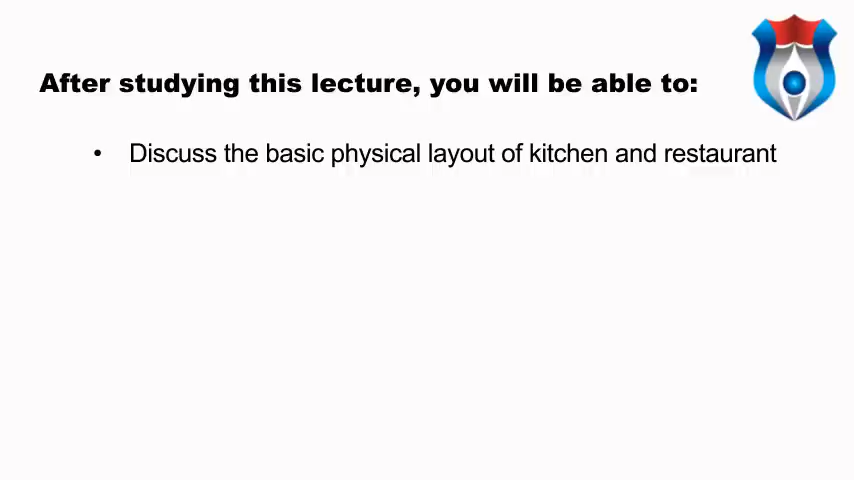 After studying this lecture, you will be able to:
• Discuss the basic physical layout of kitchen and restaurant